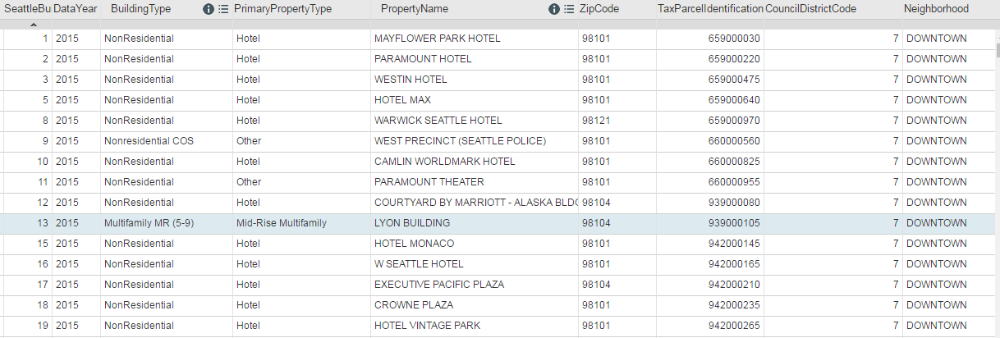 SeattleBu DataYear BuildingType PrimaryPropertyType PropertyName ZipCode TaxParcelIdentification CouncilDistrictCode Neighborhood
1 2015 NonResidential Hotel MAYFLOWER PARK HOTEL 98101 659000030 7 DOWNTOWN
2 2015 NonResidential Hotel PARAMOUNT HOTEL 98101 659000220 7 DOWNTOWN
3 2015 NonResidential Hotel WESTIN HOTEL 98101 659000475 7 DOWNTOWN
5 2015 NonResidential Hotel HOTEL MAX 98101 659000640 7 DOWNTOWN
8 2015 NonResidential Hotel WARWICK SEATTLE HOTEL 98121 659000970 7 DOWNTOWN
9 2015 Nonresidential COS Other WEST PRECINCT (SEATTLE POLICE) 98101 660000560 7 DOWNTOWN
10 2015 NonResidential Hotel CAMLIN WORLDMARK HOTEL 98101 660000825 7 DOWNTOWN
11 2015 NonResidential Other PARAMOUNT THEATER 98101 660000955 7 DOWNTOWN
12 2015 NonResidential Hotel COURTYARD BY MARRIOTT - ALASKA BLDG 98104 939000080 7 DOWNTOWN
13 2015 Multifamily MR (5-9) Mid-Rise Multifamily LYON BUILDING 98104 939000105 7 DOWNTOWN
15 2015 NonResidential Hotel HOTEL MONACO 98101 942000145 7 DOWNTOWN
16 2015 NonResidential Hotel W SEATTLE HOTEL 98101 942000165 7 DOWNTOWN
17 2015 NonResidential Hotel EXECUTIVE PACIFIC PLAZA 98104 942000210 7 DOWNTOWN
18 2015 NonResidential Hotel CROWNE PLAZA 98101 942000235 7 DOWNTOWN
19 2015 NonResidential Hotel HOTEL VINTAGE PARK 98101 942000265 7 DOWNTOWN